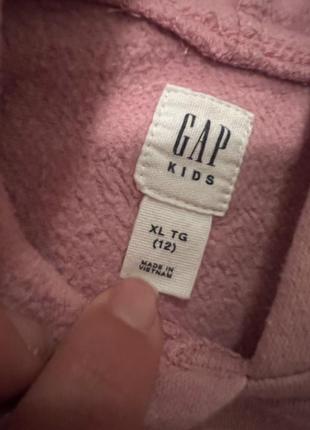 GAP
KIDS
XL TG
(12)
MADE IN
VIETNAM